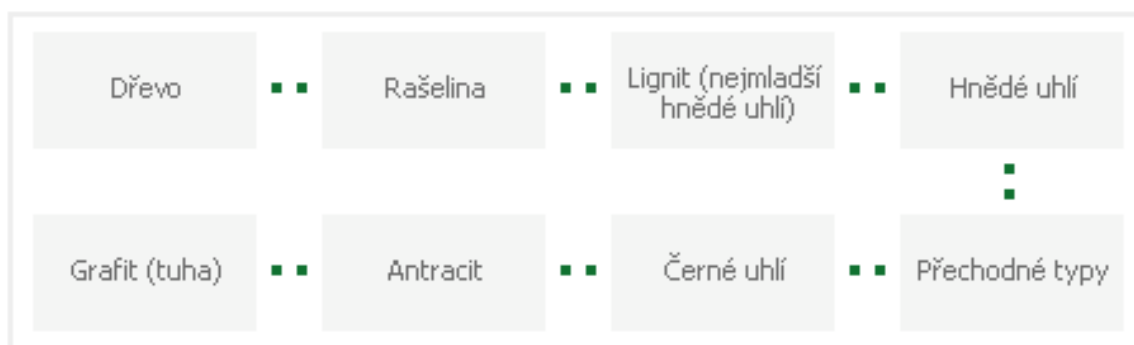 Dřevo
Rašelina
Lignit (nejmladší
hnědé uhlí)
Hnědé uhlí
Grafit (tuha)
Antracit
Černé uhlí
Přechodné typy